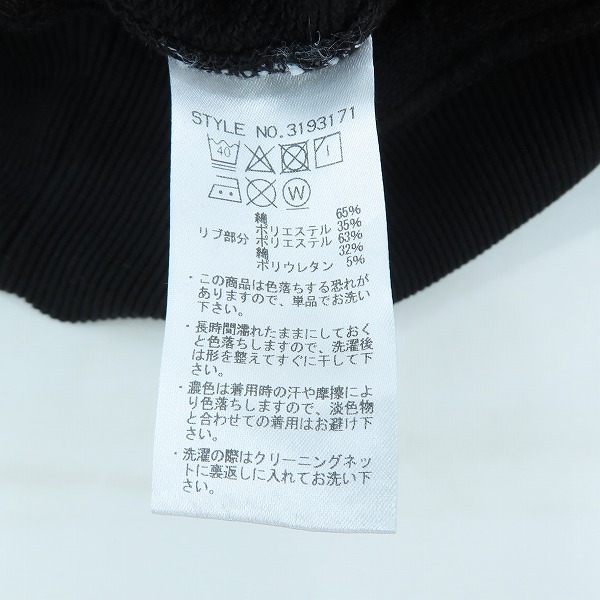 STYLE NO.3193171
40
W
綿 65%
ポリエステル 35%
リブ部分 ポリエステル 63%
綿 32%
ポリウレタン 5%
・この商品は色落ちする恐れが
ありますので、単品でお洗い
下さい。
・長時間濡れたままにしておく
と色落ちしますので、洗濯後
は形を整えてすぐに干して下
さい。
・濃色は着用時の汗や摩擦によ
り色落ちしますので、淡色物
と合わせての着用はお避け下
さい。
・洗濯の際はクリーニングネッ
トに裏返しに入れてお洗い下
さい。